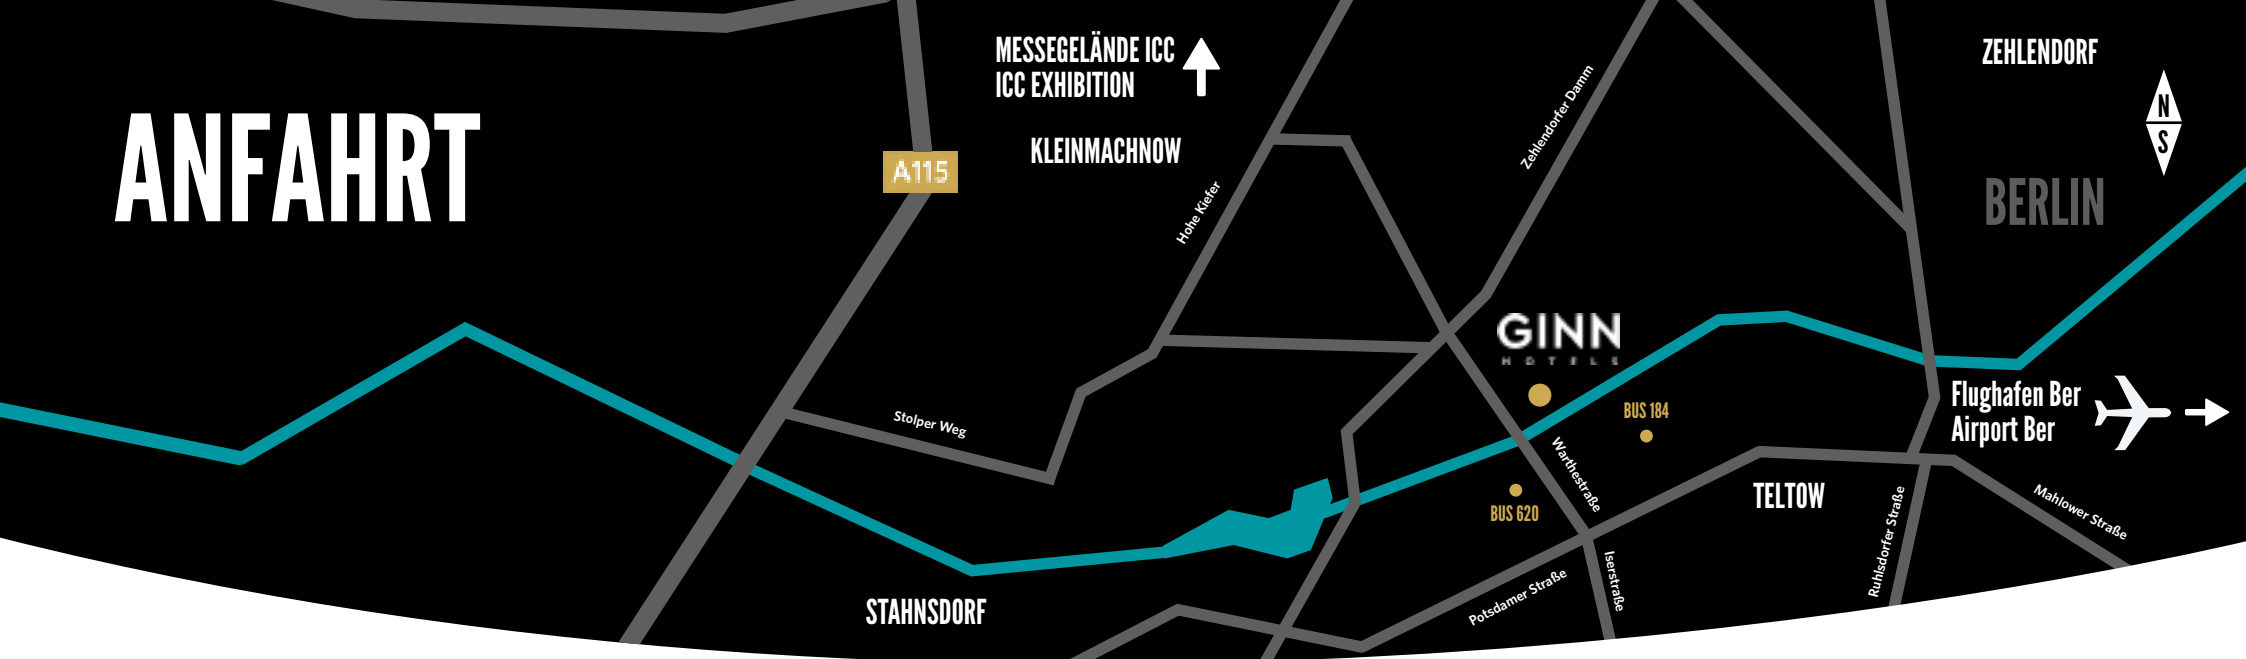 ANFAHRT
MESSEGELÄNDE ICC
ICC EXHIBITION
KLEINMACHNOW
A115
Hohe Kiefer
Zehlendorfer Damm
ZEHLENDORF
N
S
BERLIN
GINN
HOTELS
Stolper Weg
BUS 184
BUS 620
Warthestraße
Flughafen Ber
Airport Ber
TELTOW
Mahlower Straße
Ruhlsdorfer Straße
Iserstraße
Potsdamer Straße
STAHNSDORF